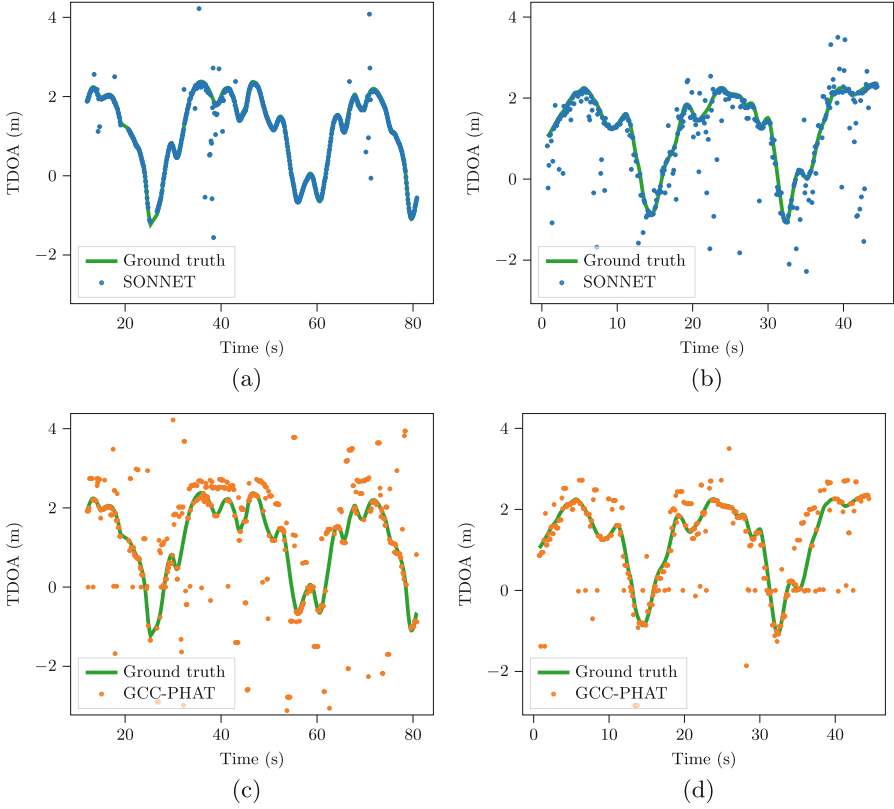 4
2
0
−2
TDOA (m)
Ground truth
SONNET
20
40
60
80
Time (s)
(a)
4
2
0
−2
TDOA (m)
Ground truth
SONNET
0
10
20
30
40
Time (s)
(b)
4
2
0
−2
TDOA (m)
Ground truth
GCC-PHAT
20
40
60
80
Time (s)
(c)
4
2
0
−2
TDOA (m)
Ground truth
GCC-PHAT
0
10
20
30
40
Time (s)
(d)